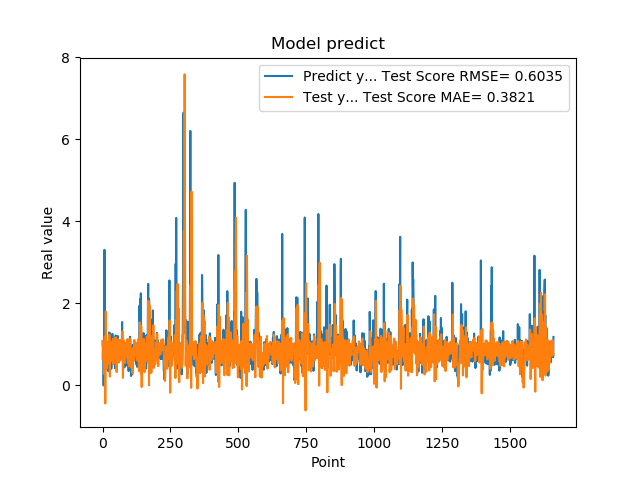 Model predict
Predict y... Test Score RMSE= 0.6035
Test y... Test Score MAE= 0.3821
Real value
8
6
4
2
0
0 250 500 750 1000 1250 1500
Point